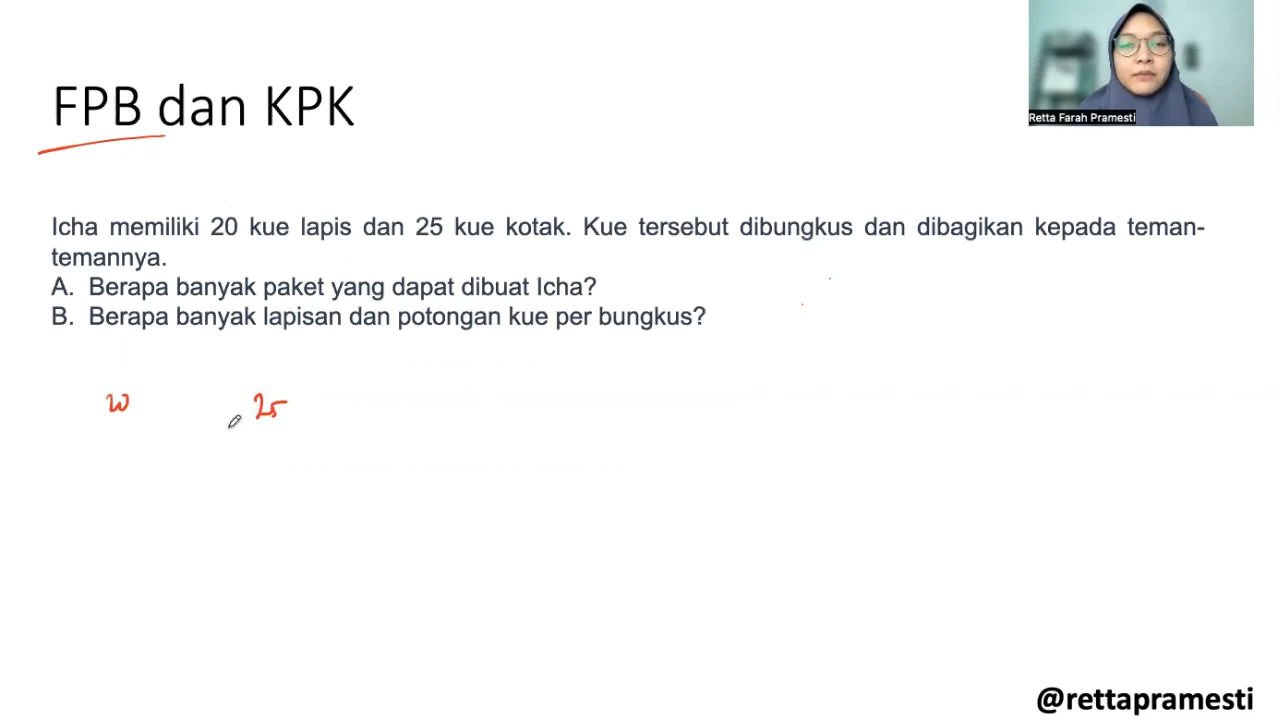 FPB dan KPK
Retta Farah Pramesti
Icha memiliki 20 kue lapis dan 25 kue kotak. Kue tersebut dibungkus dan dibagikan kepada teman-
temannya.
A. Berapa banyak paket yang dapat dibuat Icha?
B. Berapa banyak lapisan dan potongan kue per bungkus?
20 25
@rettapramesti